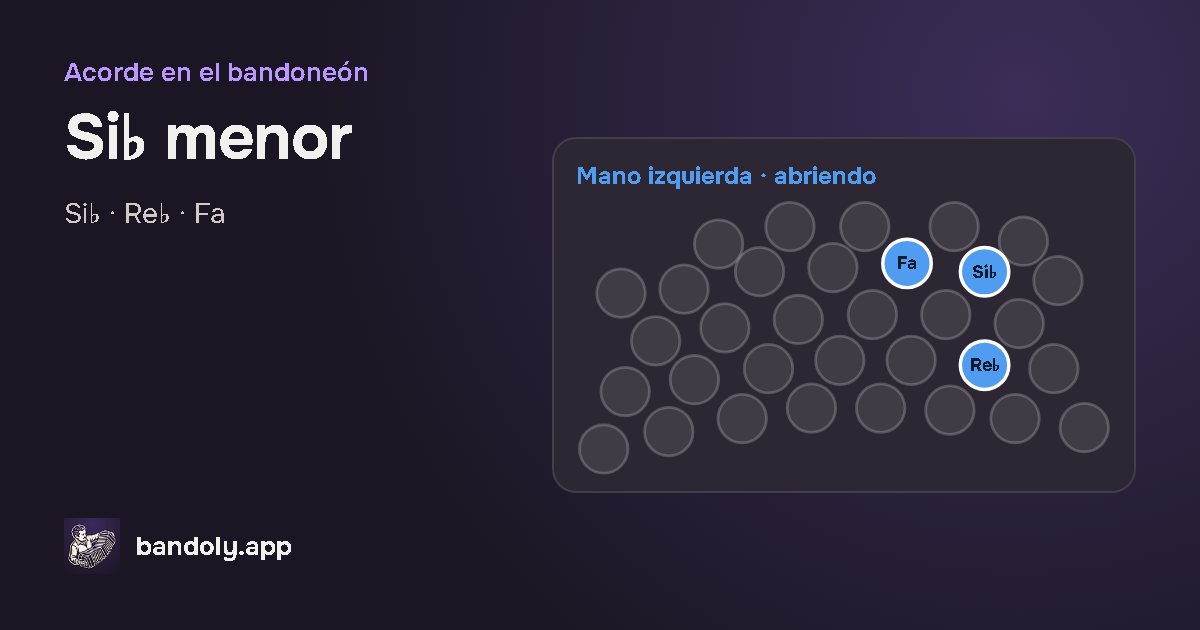 Acorde en el bandoneón
Si♭ menor
Si♭ · Re♭ · Fa
Mano izquierda · abriendo
Fa
Si♭
Re♭
bandoly.app